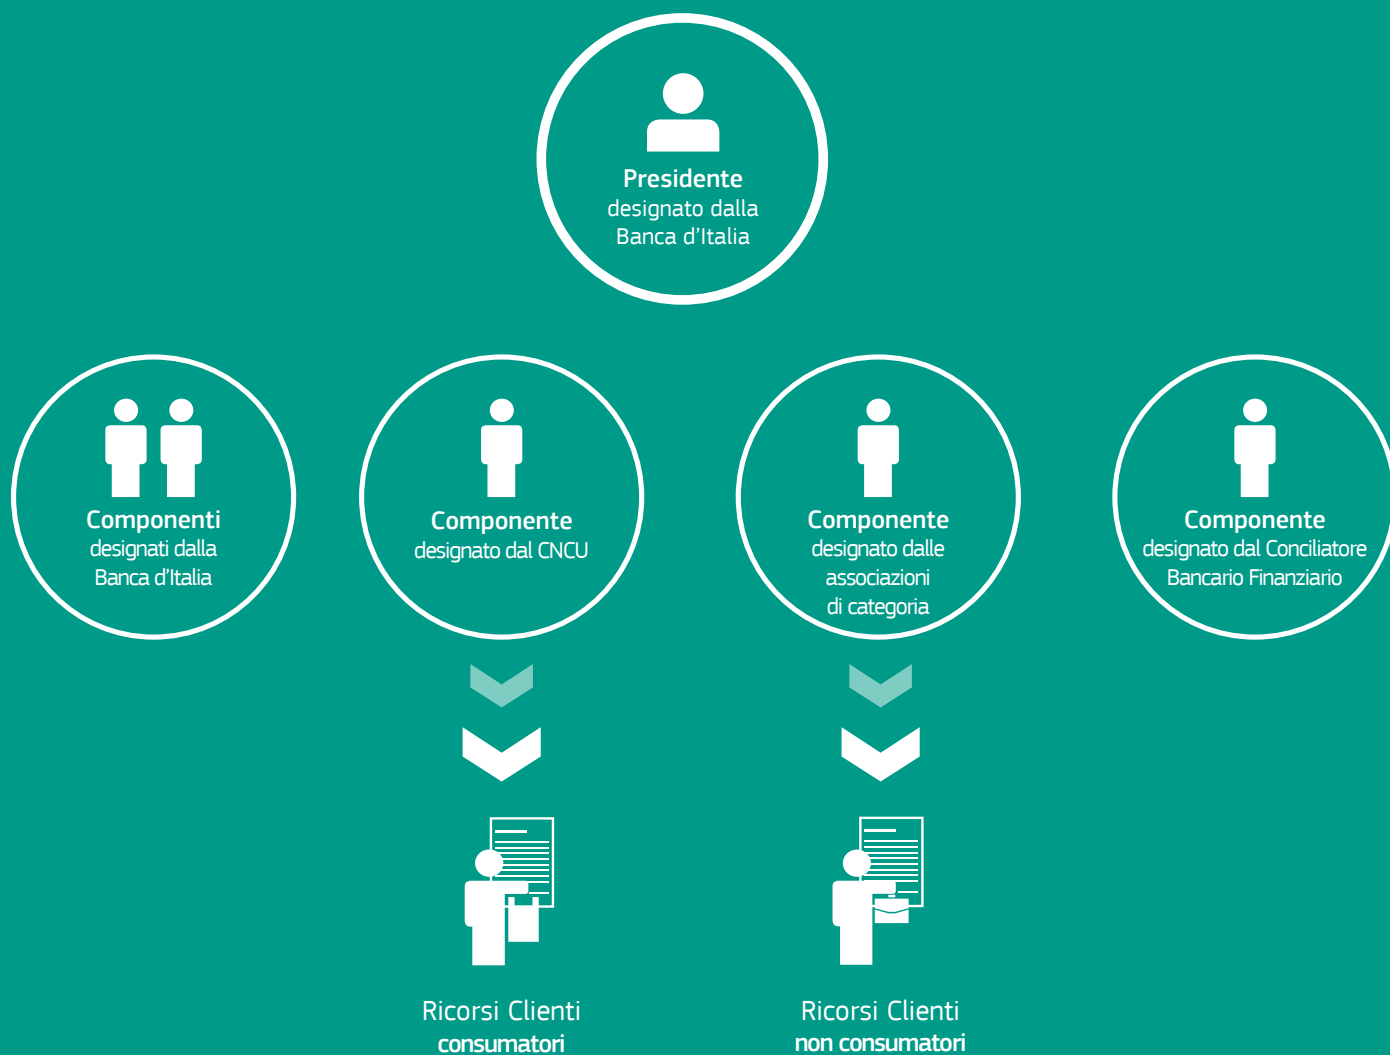 Presidente
designato dalla
Banca d'Italia
Componenti
designati dalla
Banca d'Italia
Componente
designato dal CNCU
Componente
designato dalle
associazioni
di categoria
Componente
designato dal Conciliatore
Bancario Finanziario
Ricorsi Clienti
consumatori
Ricorsi Clienti
non consumatori